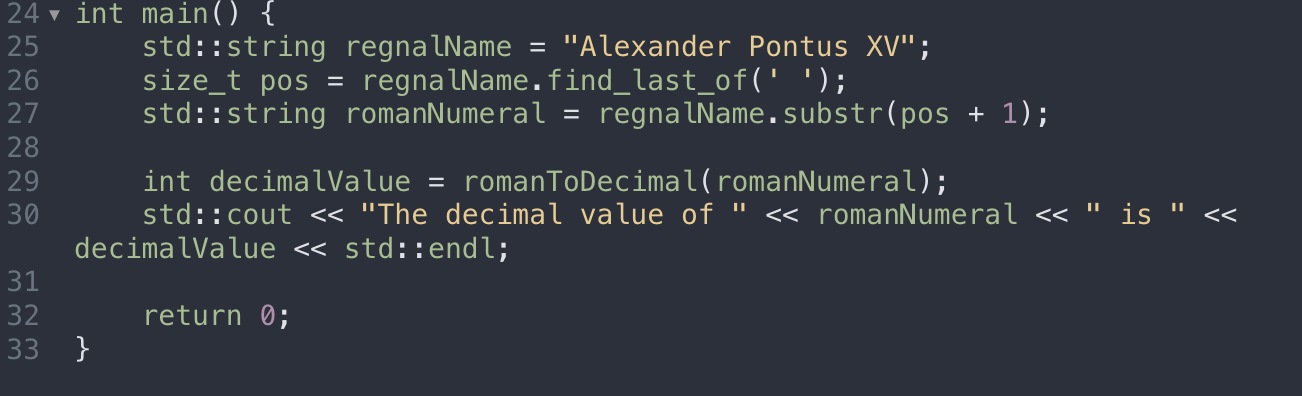 24 ▾ int main() {
25     std::string regnalName = "Alexander Pontus XV";
26     size_t pos = regnalName.find_last_of(' ');
27     std::string romanNumeral = regnalName.substr(pos + 1);
28
29     int decimalValue = romanToDecimal(romanNumeral);
30     std::cout << "The decimal value of " << romanNumeral << " is " <<
decimalValue << std::endl;
31
32     return 0;
33 }